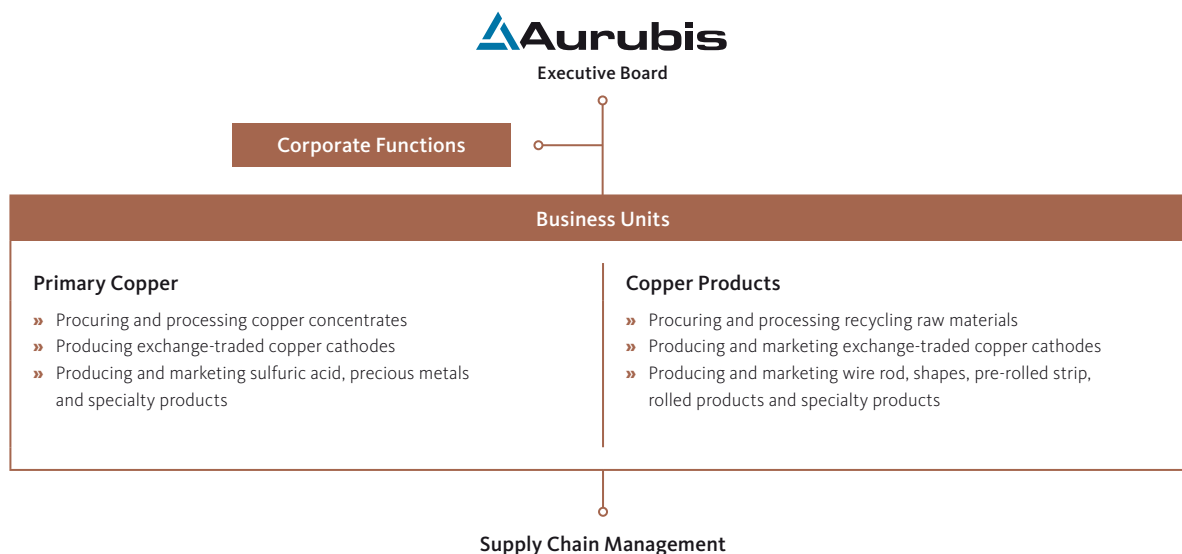 Aurubis
Executive Board
Corporate Functions
Business Units
Primary Copper
» Procuring and processing copper concentrates
» Producing exchange-traded copper cathodes
» Producing and marketing sulfuric acid, precious metals
and specialty products
Copper Products
» Procuring and processing recycling raw materials
» Producing and marketing exchange-traded copper cathodes
» Producing and marketing wire rod, shapes, pre-rolled strip,
rolled products and specialty products
Supply Chain Management